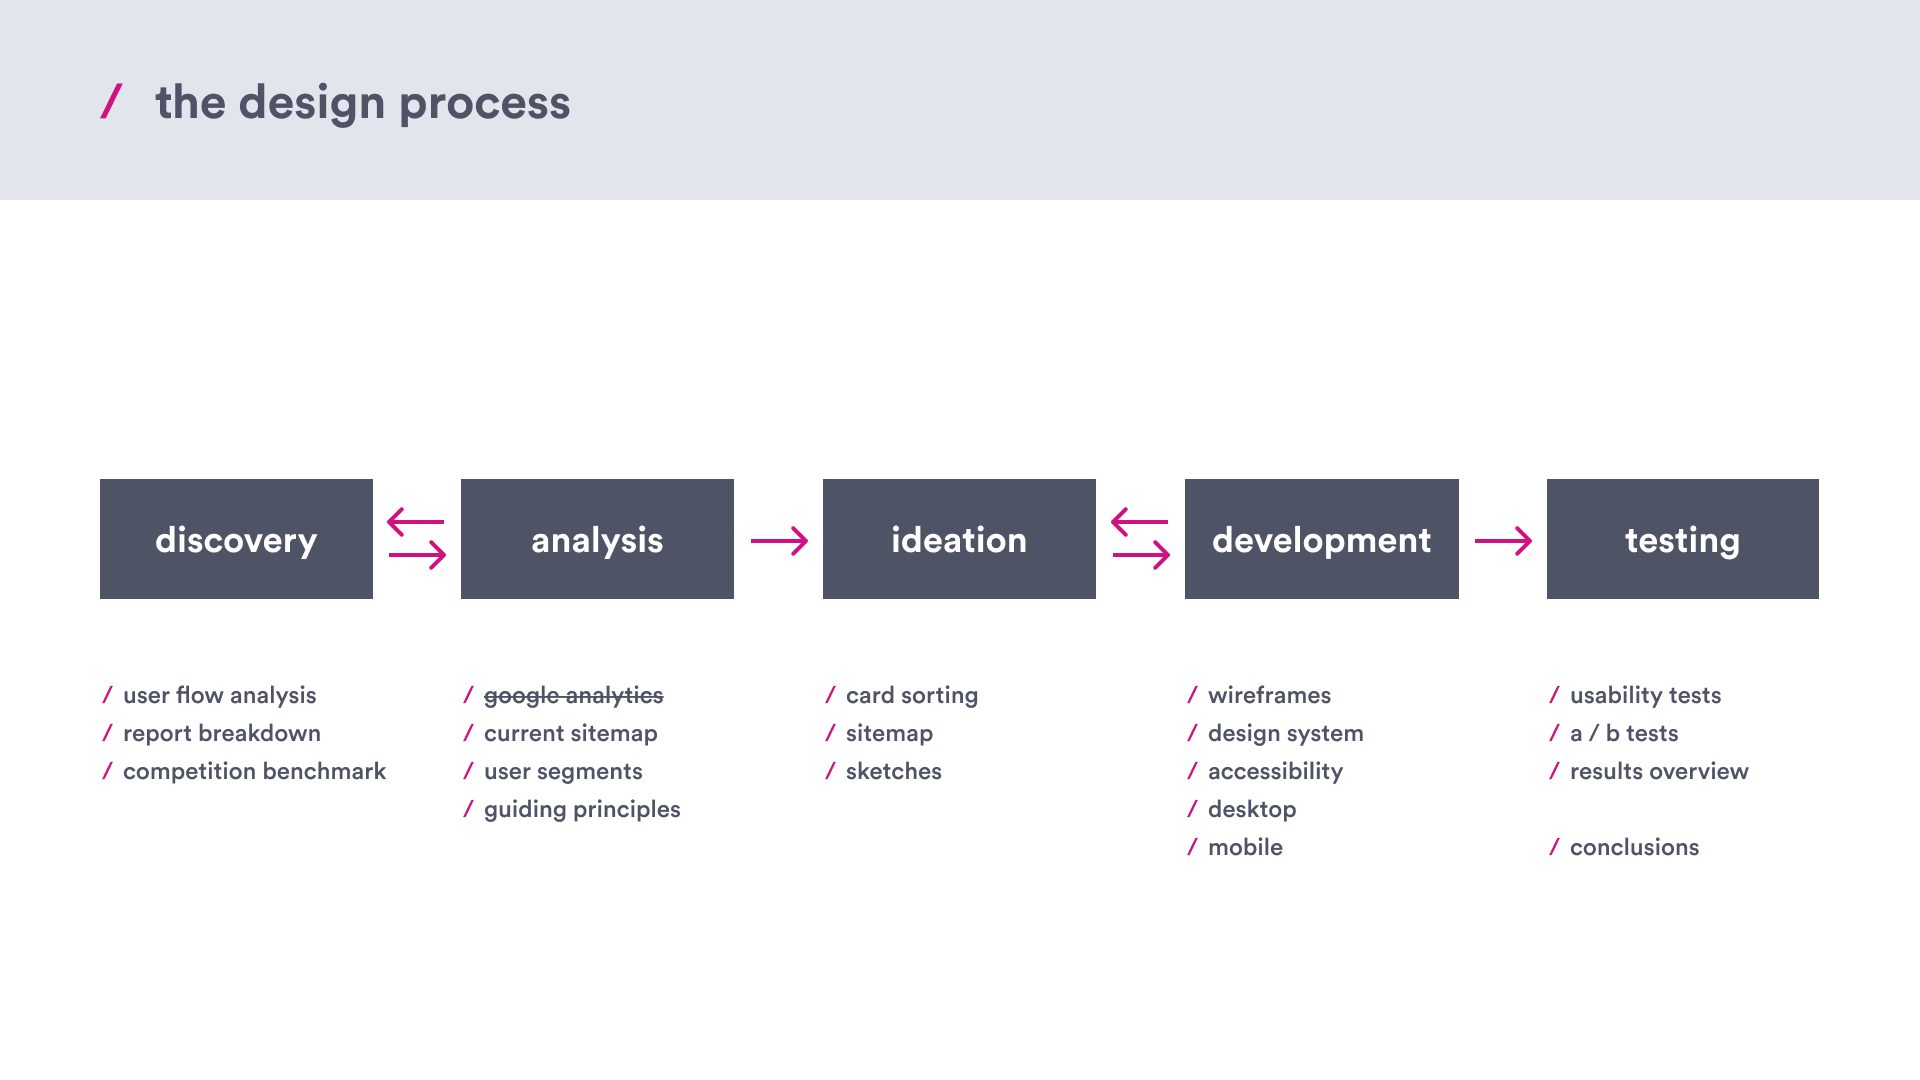 / the design process
discovery
analysis
ideation
development
testing
/ user flow analysis
/ report breakdown
/ competition benchmark
/ google analytics
/ current sitemap
/ user segments
/ guiding principles
/ card sorting
/ sitemap
/ sketches
/ wireframes
/ design system
/ accessibility
/ desktop
/ mobile
/ usability tests
/ a / b tests
/ results overview
/ conclusions